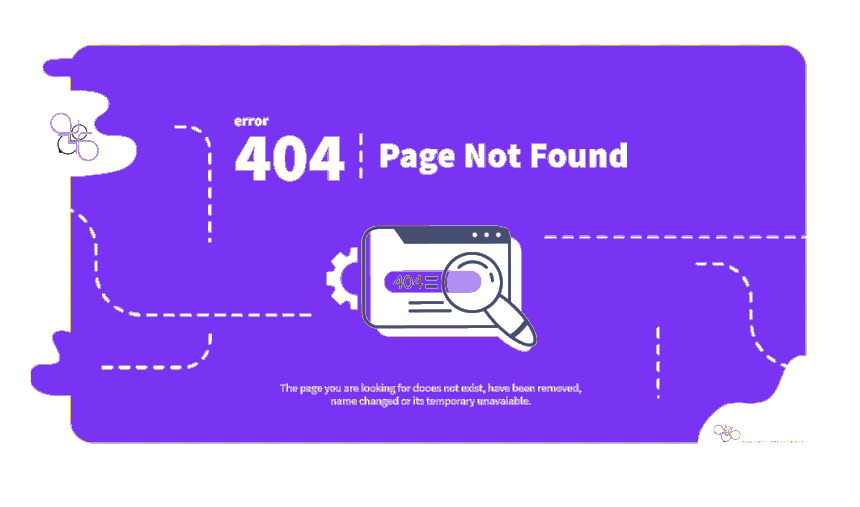 error
404
Page Not Found
404
The page you are looking for dooes not exist, have been removed,
name changed or its temporary unavaiable.